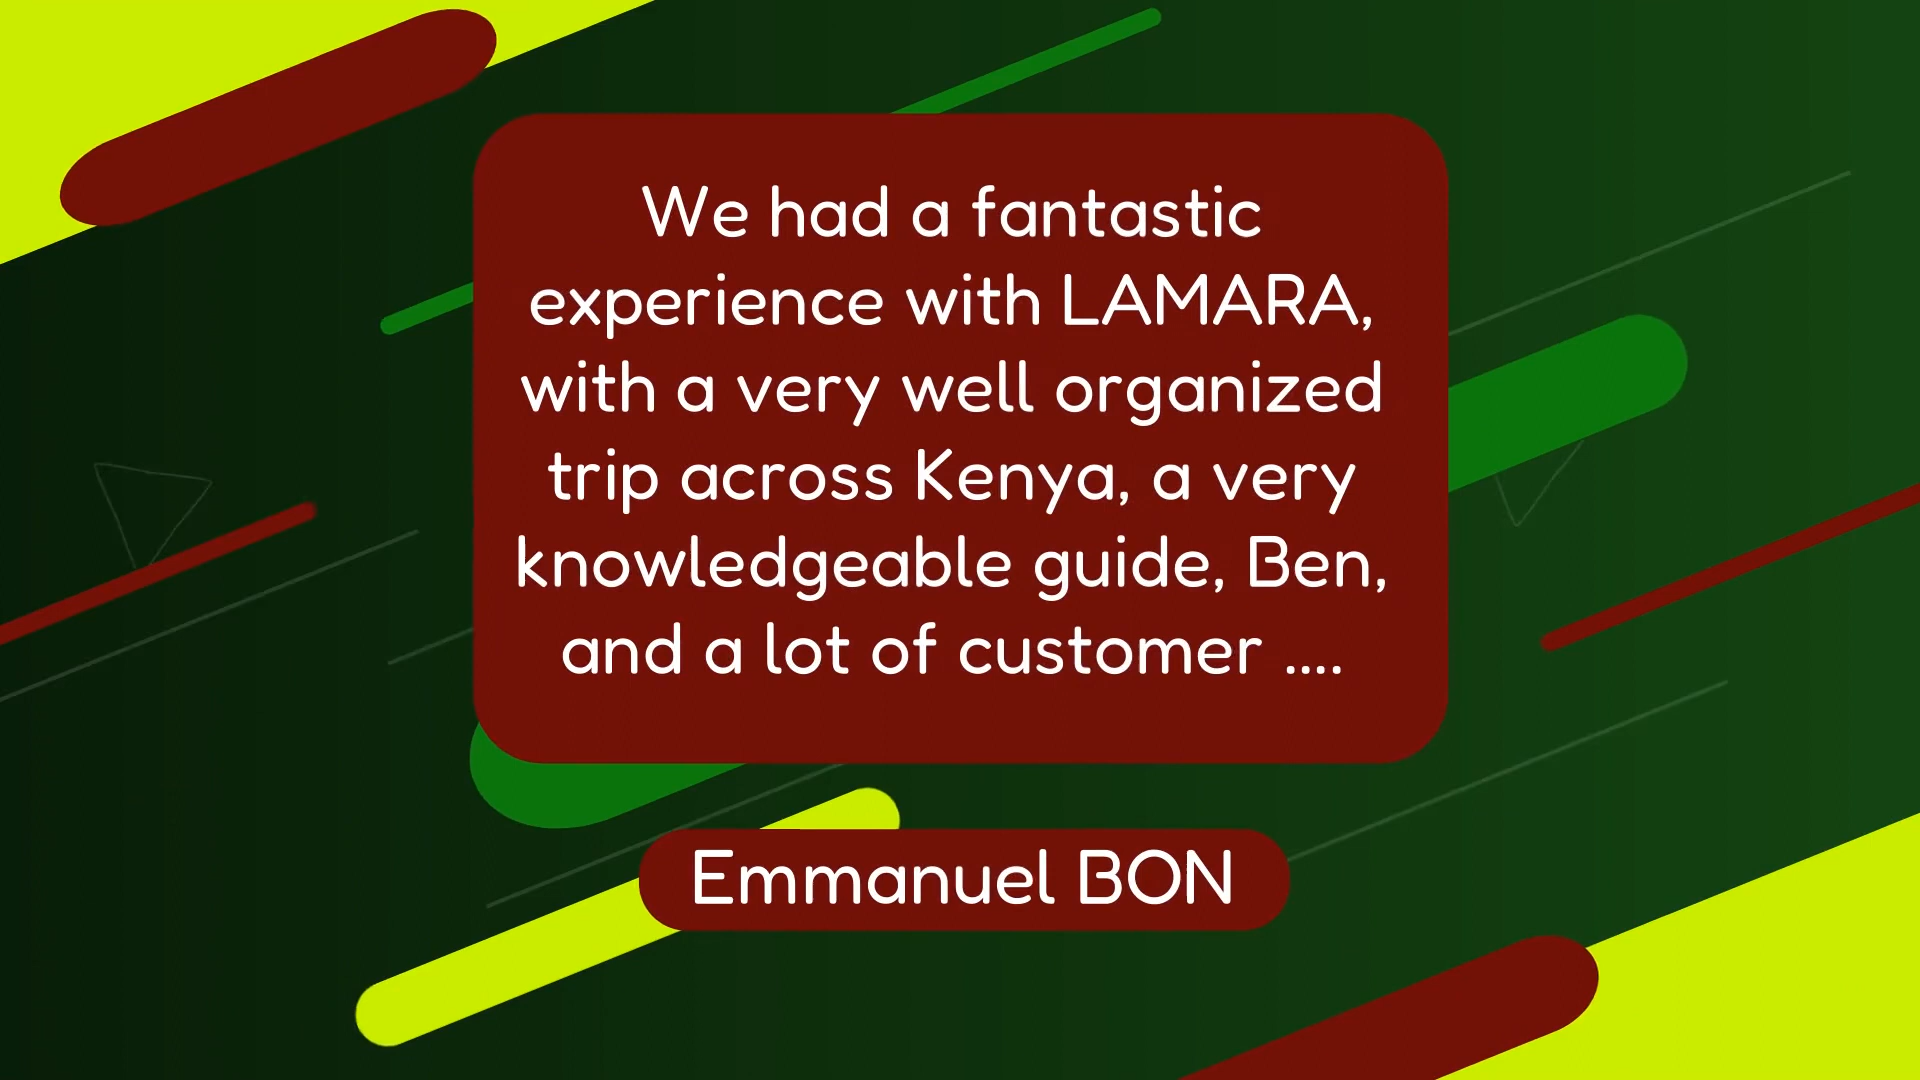 We had a fantastic
experience with LAMARA,
with a very well organized
trip across Kenya, a very
knowledgeable guide, Ben,
and a lot of customer ....
Emmanuel BON